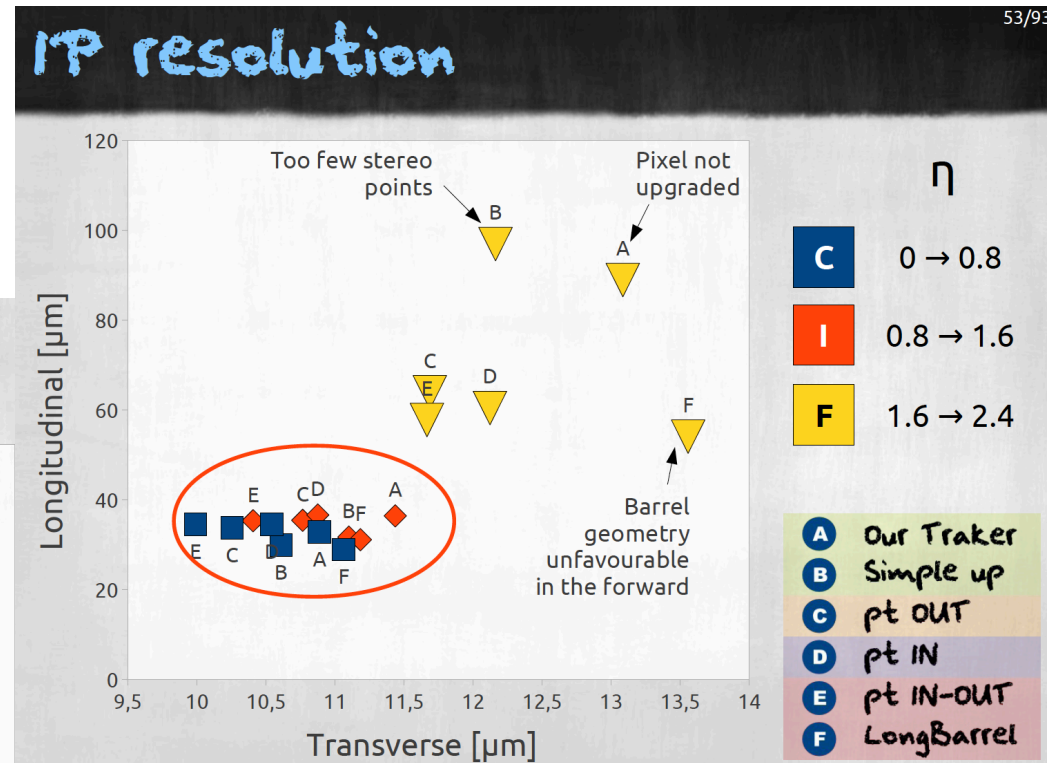 53/93
IP resolution
120
100
80
60
40
20
0
Longitudinal [μm]
9,5 10 10,5 11 11,5 12 12,5 13 13,5 14
Transverse [μm]
Too few stereo
points
Pixel not
upgraded
B
A
C
E
D
F
Barrel
geometry
unfavourable
in the forward
E C D B F A
E C D B A F
η
C 0 → 0.8
I 0.8 → 1.6
F 1.6 → 2.4
A Our Traker
B Simple up
C pt OUT
D pt IN
E pt IN-OUT
F LongBarrel